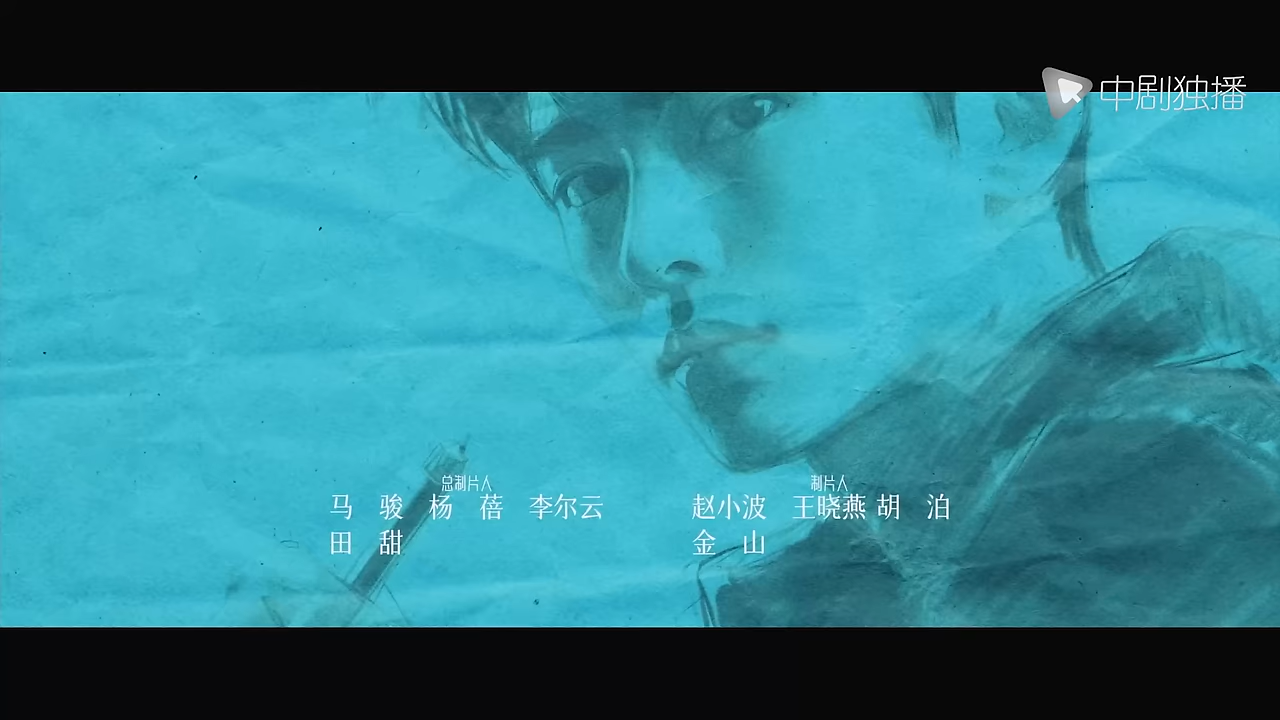 中剧独播
总制片人
马 骏 杨 蓓 李尔云
田 甜
制片人
赵小波 王晓燕 胡 泊
金 山